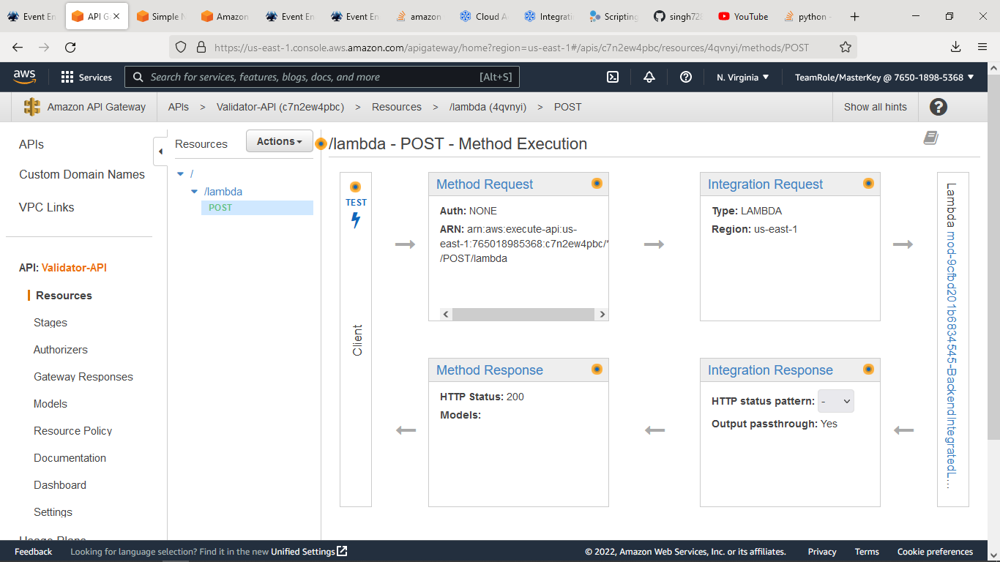 Event En
API G
Simple N
Amazon
Event En
Event En
amazon
Cloud A
Integrati
Scripting
singh728
YouTube
python -
https://us-east-1.console.aws.amazon.com/apigateway/home?region=us-east-1#/apis/c7n2ew4pbc/resources/4qvnyi/methods/POST
aws
Services
Search for services, features, blogs, docs, and more
[Alt+S]
N. Virginia
TeamRole/MasterKey @ 7650-1898-5368
Amazon API Gateway
APIs > Validator-API (c7n2ew4pbc) > Resources > /lambda (4qvnyi) > POST
Show all hints
?
APIs
Custom Domain Names
VPC Links
API: Validator-API
Resources
Stages
Authorizers
Gateway Responses
Models
Resource Policy
Documentation
Dashboard
Settings
Usage Plans
Resources
Actions
/
/lambda
POST
/lambda - POST - Method Execution
TEST
Client
Method Request
Auth: NONE
ARN: arn:aws:execute-api:us-
east-1:765018985368:c7n2ew4pbc/*
/POST/lambda
Integration Request
Type: LAMBDA
Region: us-east-1
Lambda mod-9cfbd201b6834545-BackendIntegratedL...
Method Response
HTTP Status: 200
Models:
Integration Response
HTTP status pattern: -
Output passthrough: Yes
Feedback
Looking for language selection? Find it in the new Unified Settings
© 2022, Amazon Web Services, Inc. or its affiliates.
Privacy
Terms
Cookie preferences